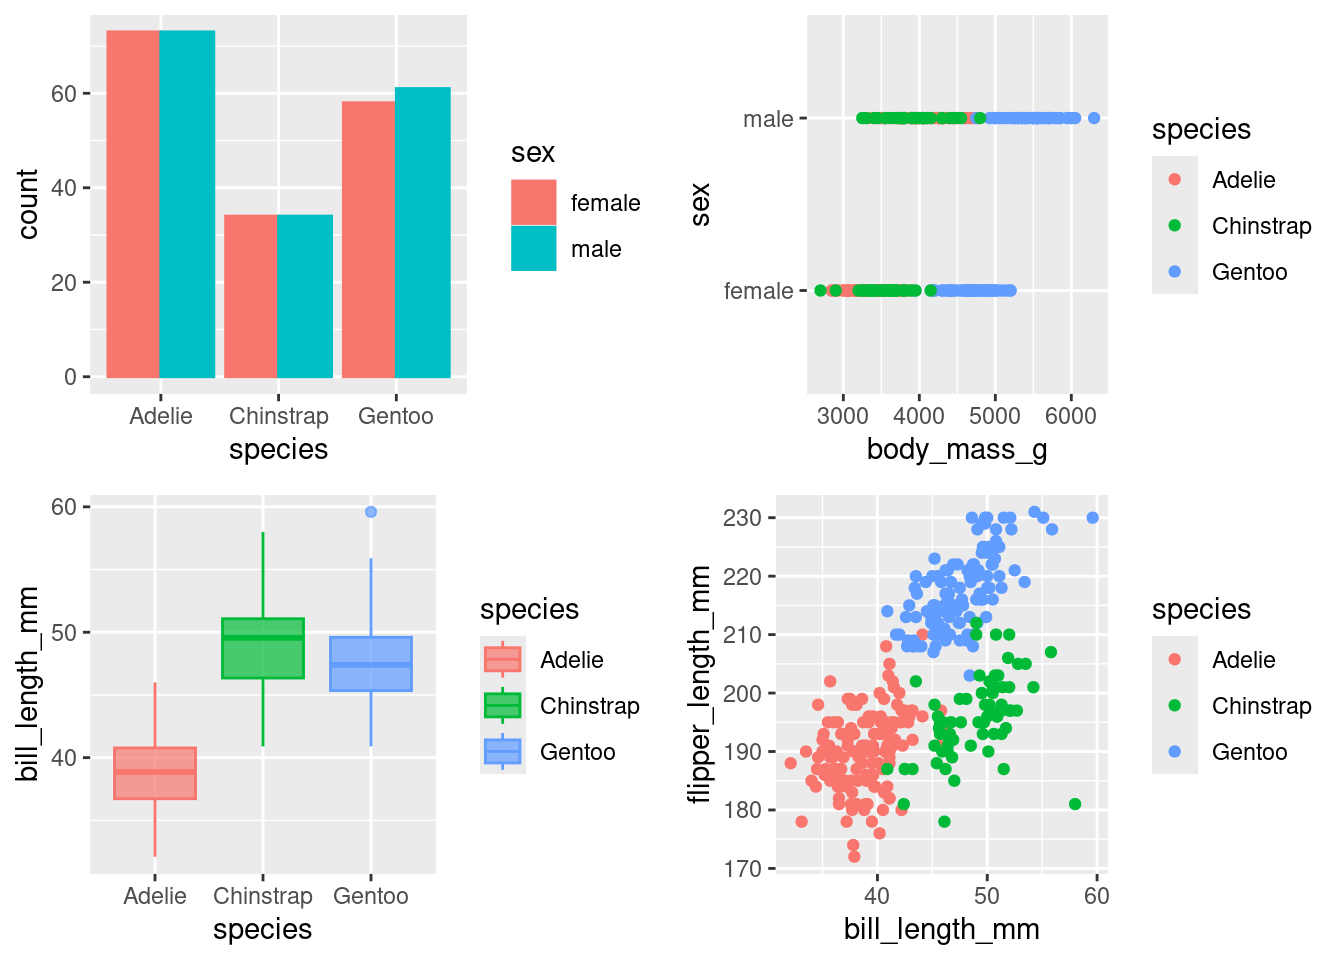 count
60
40
20
0
Adelie Chinstrap Gentoo
species
sex
female
male
sex
male
female
3000 4000 5000 6000
body_mass_g
species
Adelie
Chinstrap
Gentoo
bill_length_mm
60
50
40
Adelie Chinstrap Gentoo
species
species
Adelie
Chinstrap
Gentoo
flipper_length_mm
230
220
210
200
190
180
170
40 50 60
bill_length_mm
species
Adelie
Chinstrap
Gentoo